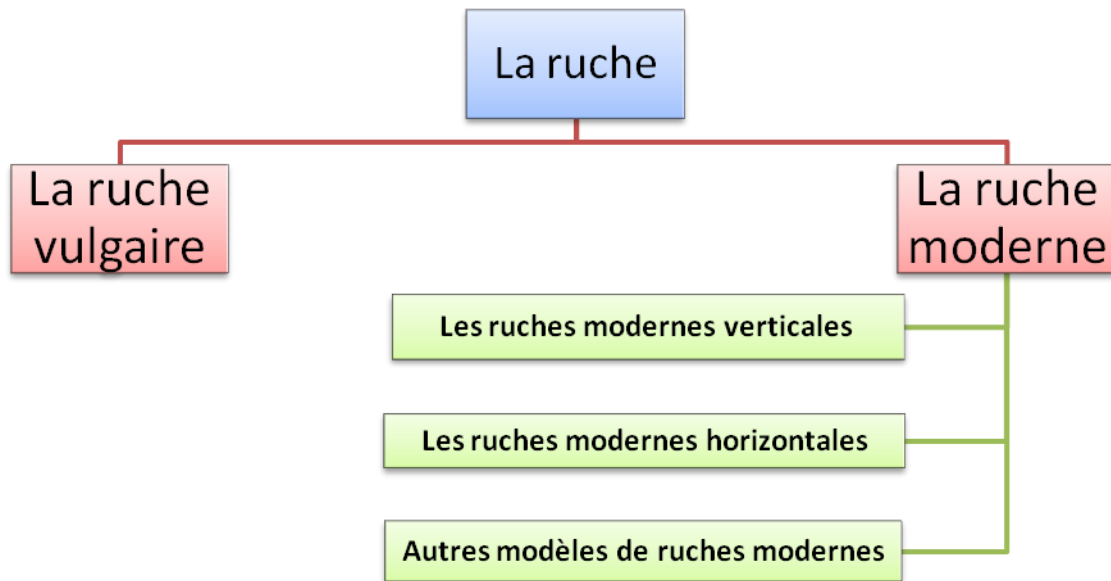 La ruche
La ruche
vulgaire
La ruche
moderne
Les ruches modernes verticales
Les ruches modernes horizontales
Autres modèles de ruches modernes